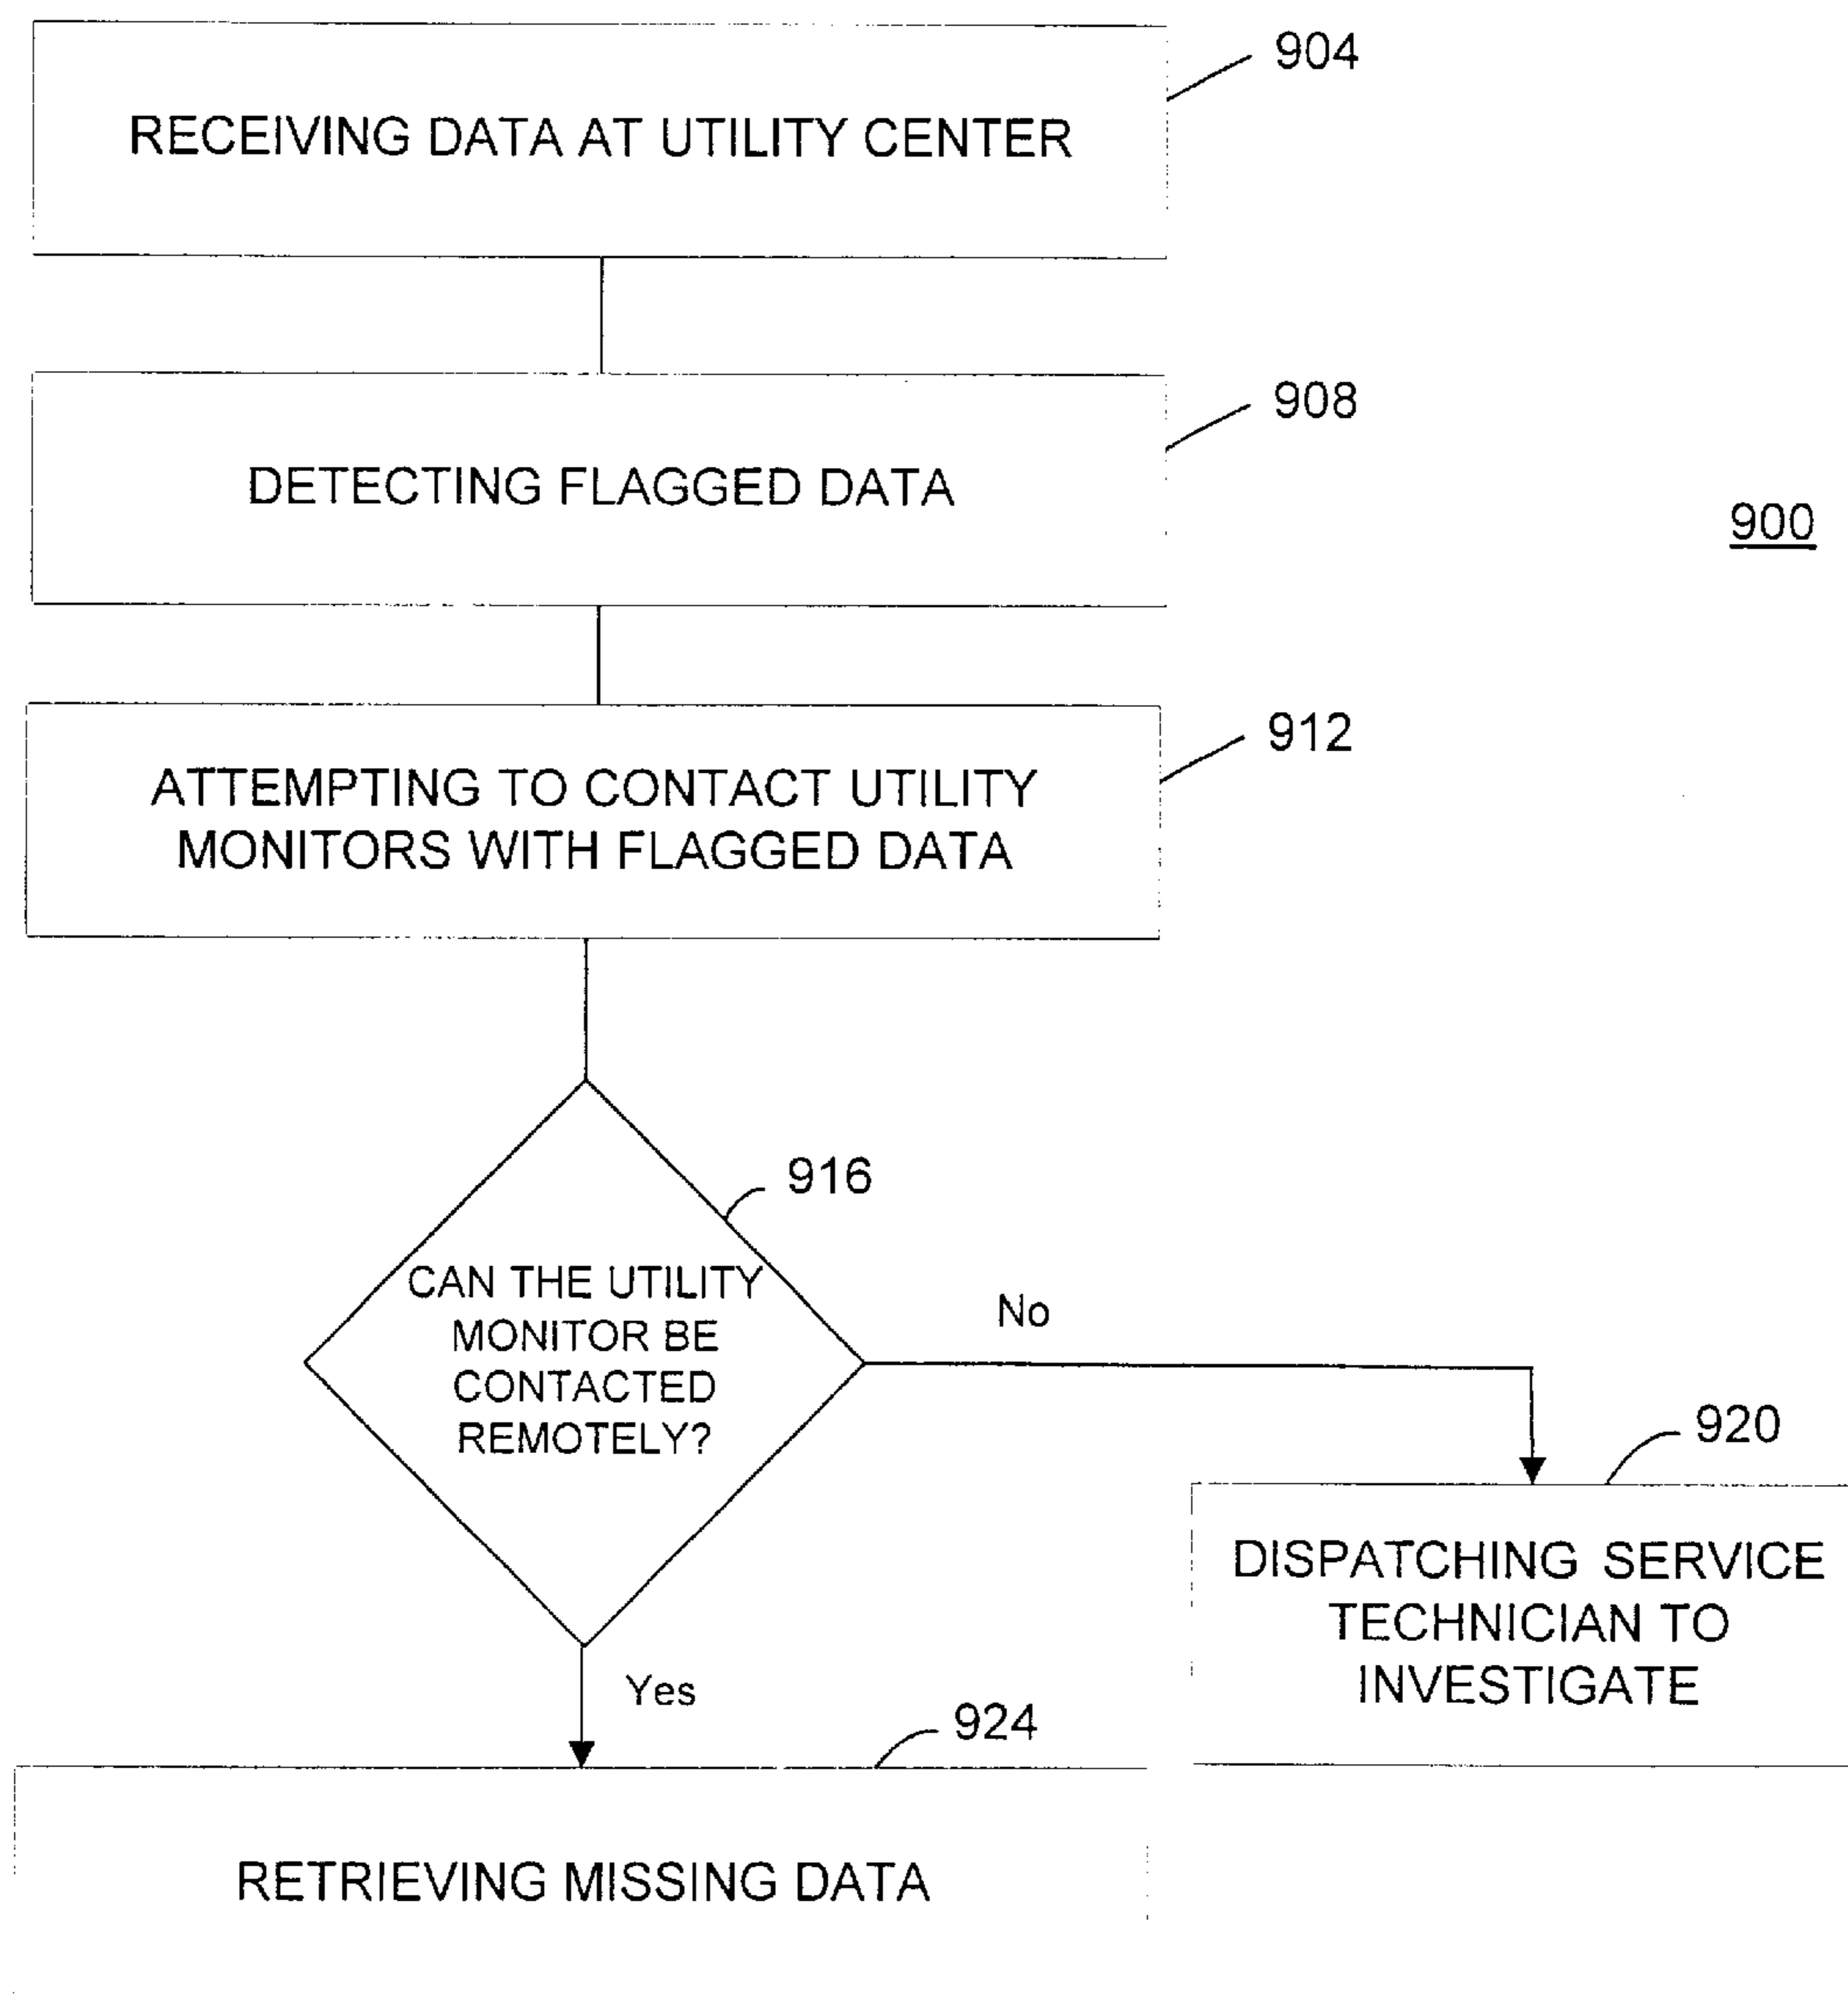 904
RECEIVING DATA AT UTILITY CENTER
908
DETECTING FLAGGED DATA
900
912
ATTEMPTING TO CONTACT UTILITY
MONITORS WITH FLAGGED DATA
916
CAN THE UTILITY
MONITOR BE
CONTACTED
REMOTELY?
No
920
DISPATCHING SERVICE
TECHNICIAN TO
INVESTIGATE
Yes
924
RETRIEVING MISSING DATA